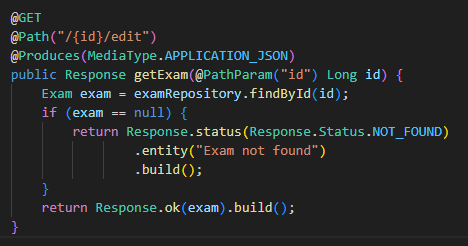 @GET
@Path("/{id}/edit")
@Produces(MediaType.APPLICATION_JSON)
public Response getExam(@PathParam("id") Long id) {
    Exam exam = examRepository.findById(id);
    if (exam == null) {
        return Response.status(Response.Status.NOT_FOUND)
                .entity("Exam not found")
                .build();
    }
    return Response.ok(exam).build();
}